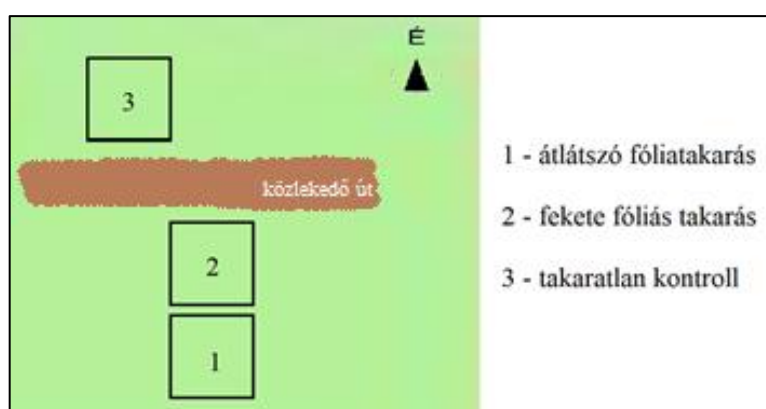 É
3
közlekedő út
2
1
1 - átlátszó fóliatakarás
2 - fekete fóliás takarás
3 - takaratlan kontroll